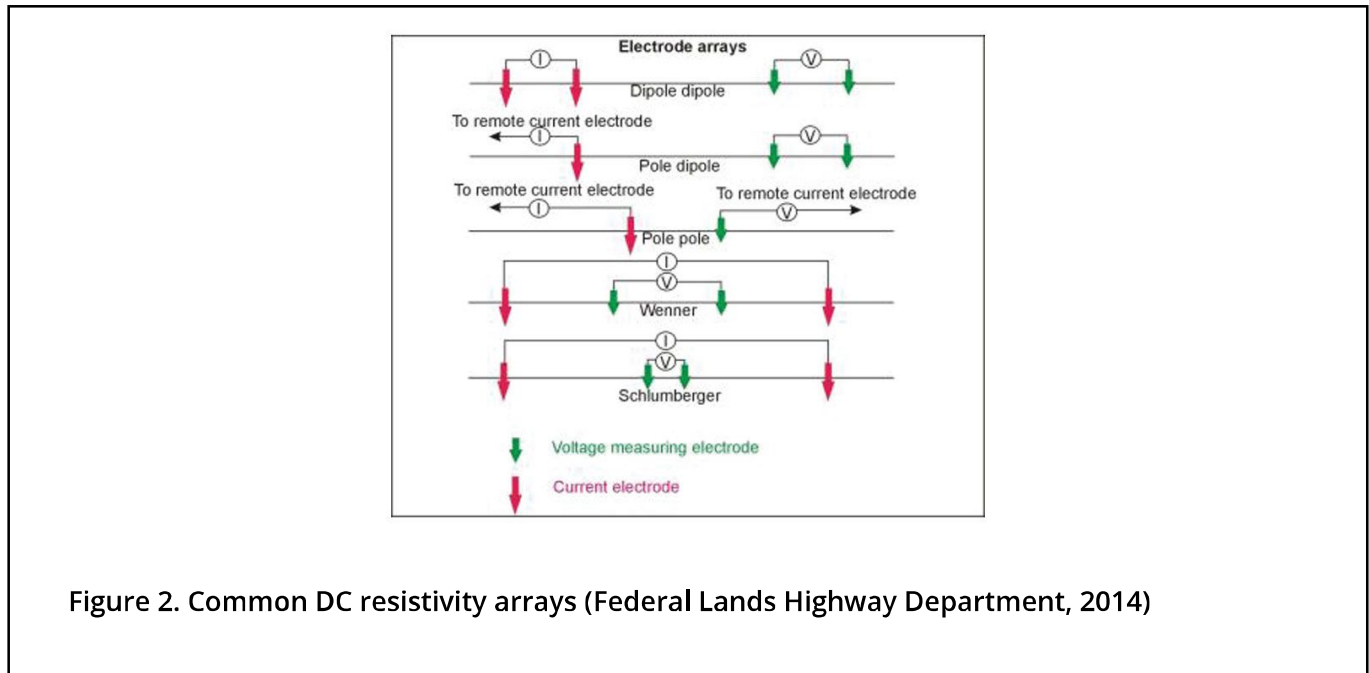 Electrode arrays
I
V
Dipole dipole
To remote current electrode
I
V
Pole dipole
To remote current electrode
To remote current electrode
I
V
Pole pole
I
V
Wenner
I
V
Schlumberger
Voltage measuring electrode
Current electrode
Figure 2. Common DC resistivity arrays (Federal Lands Highway Department, 2014)